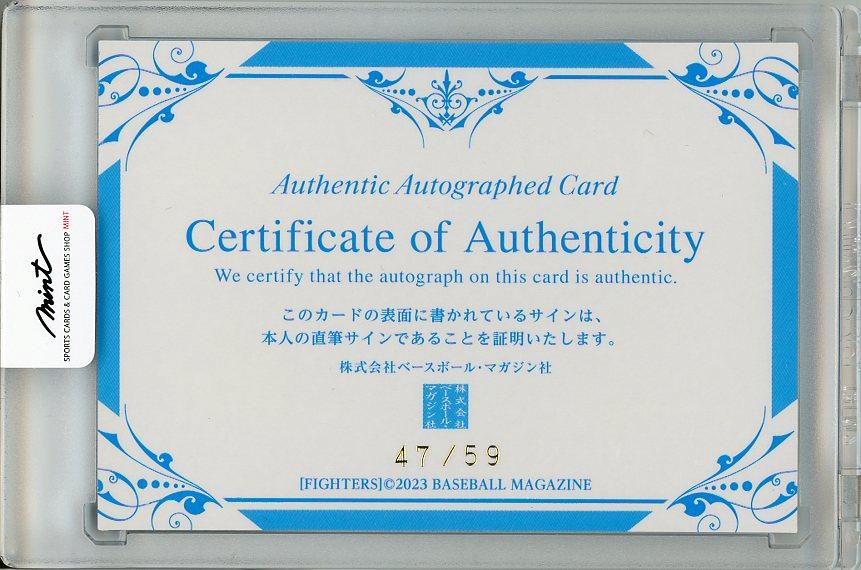 Authentic Autographed Card
Certificate of Authenticity
We certify that the autograph on this card is authentic.
このカードの表面に書かれているサインは、
本人の直筆サインであることを証明いたします。
株式会社ベースボール・マガジン社
株式会社
ベースボール・
マガジン社
47/59
[FIGHTERS]©2023 BASEBALL MAGAZINE
mint
SPORTS CARDS & CARD GAMES SHOP MINT